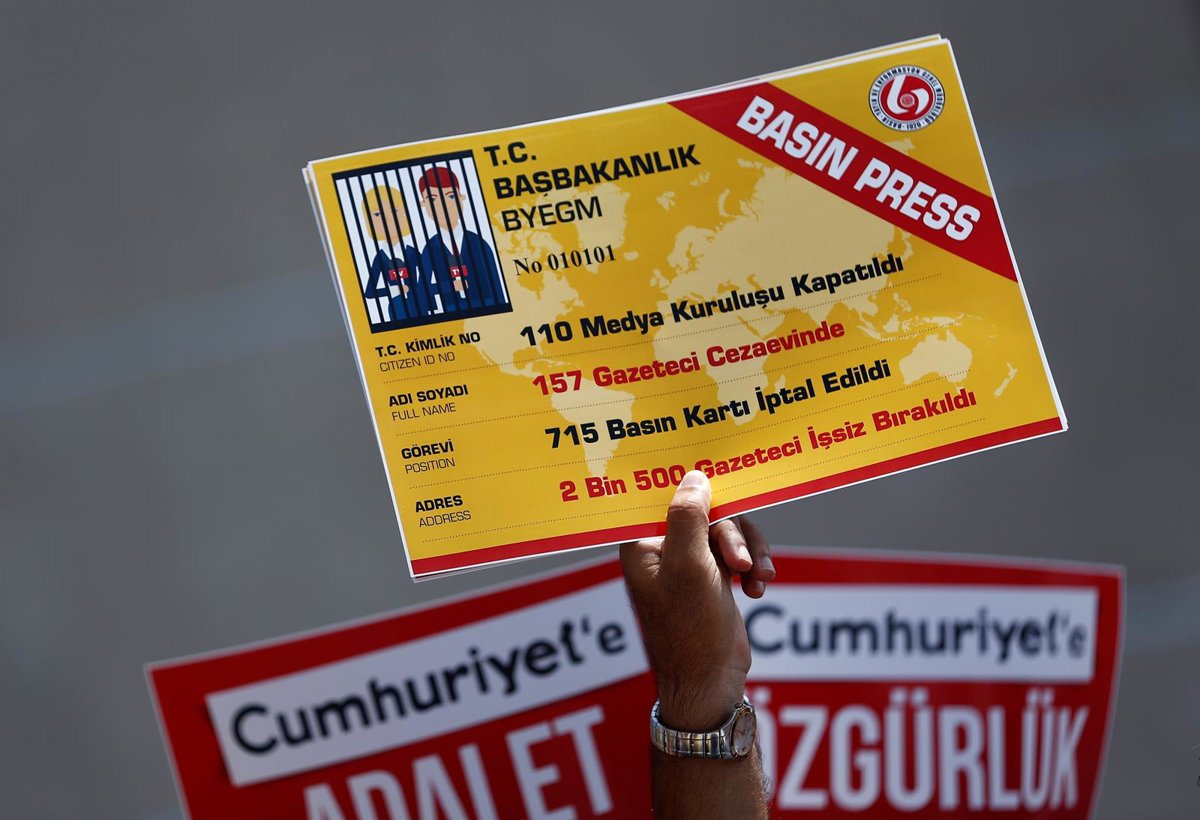 T.C.
BAŞBAKANLIK
BYEGM
No 010101
BASIN PRESS
T.C. KİMLİK NO
CITIZEN ID NO
110 Medya Kuruluşu Kapatıldı
ADI SOYADI
FULL NAME
157 Gazeteci Cezaevinde
GÖREVİ
POSITION
715 Basın Kartı İptal Edildi
ADRES
ADDRESS
2 Bin 500 Gazeteci İşsiz Bırakıldı
Cumhuriyet'e
ADALET
Cumhuriyet'e
ÖZGÜRLÜK